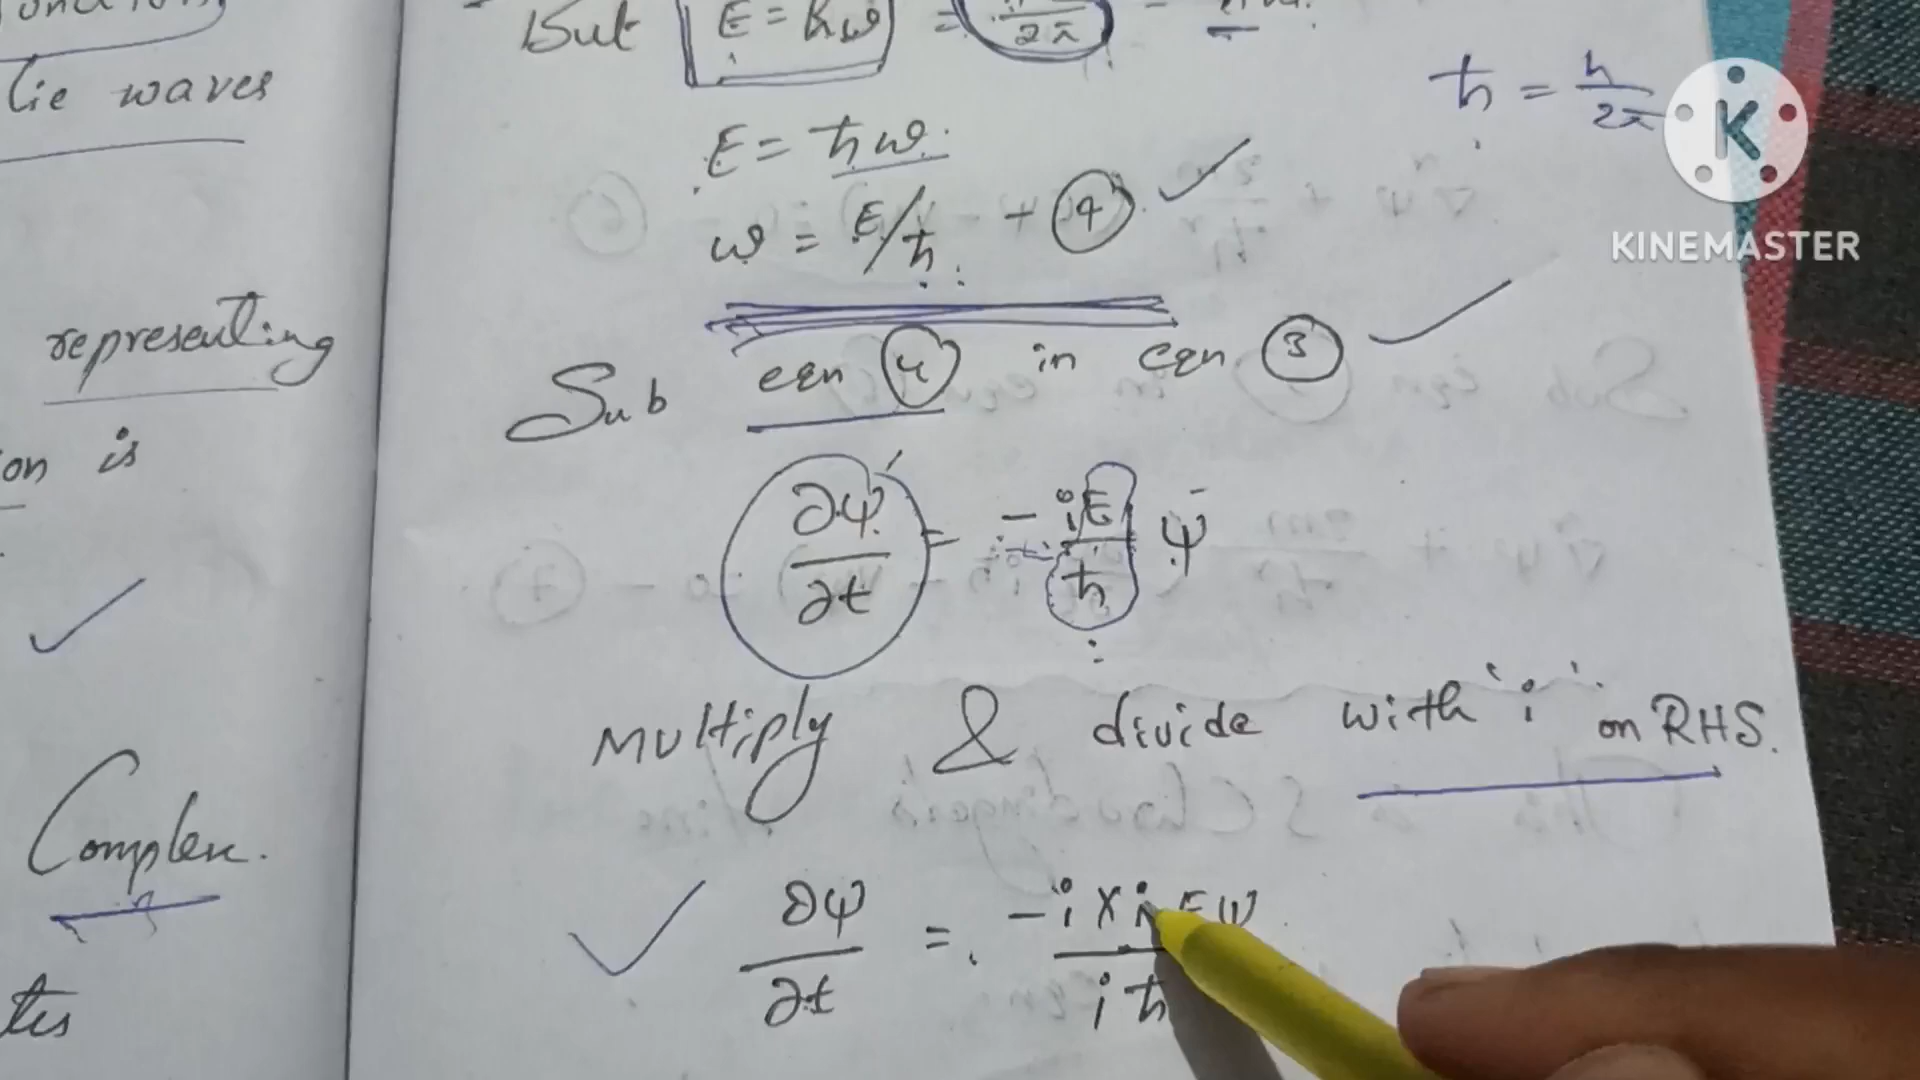 lie waves
representing
is
Complex.
But E = ħω =
2π
ħ = h/2π
E = ħω.
ω = E/ħ → (4)
Sub eqn (4) in eqn (3)
∂ψ/∂t = -iE/ħ ψ
Multiply & divide with 'i' on RHS.
∂ψ/∂t = -i x i Eψ / iħ
KINEMASTER